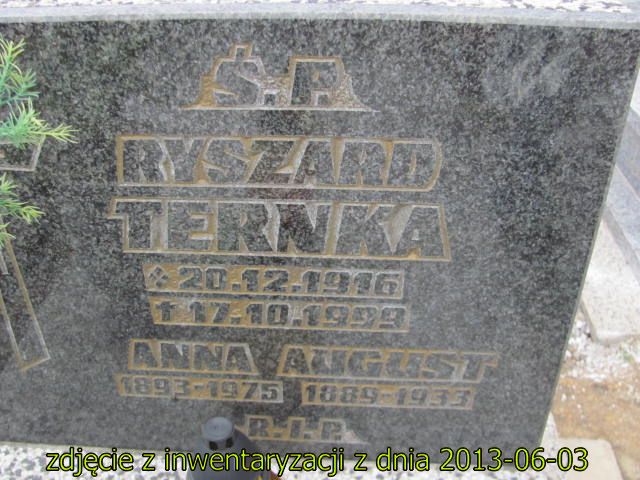 Ś.P.
RYSZARD
TERNKA
* 20.12.1916
† 17.10.1999
ANNA AUGUST
1893-1975 1889-1933
R.I.P.
zdjęcie z inwentaryzacji z dnia 2013-06-03